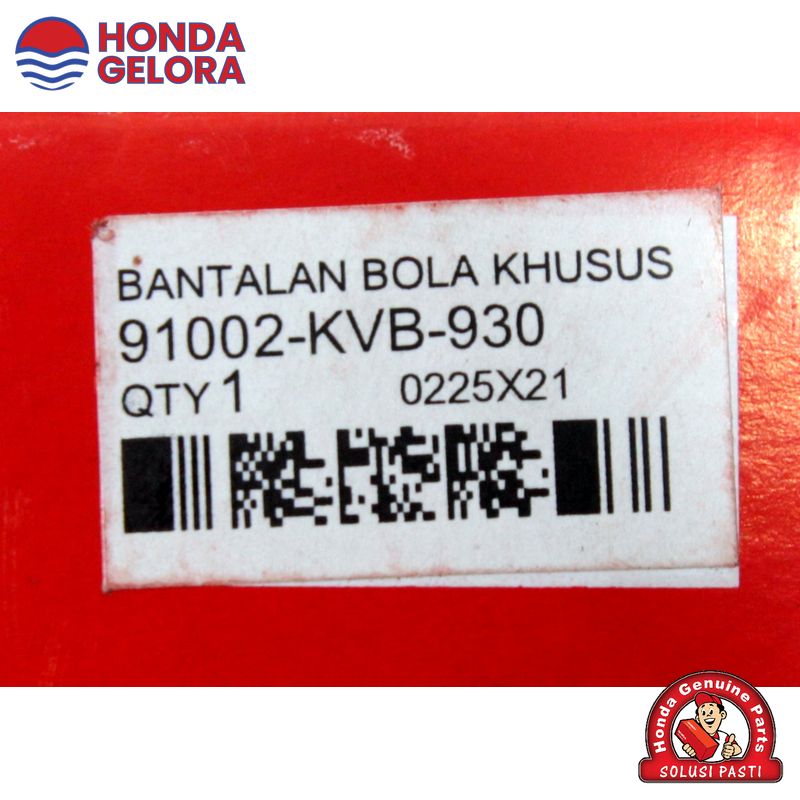 HONDA
GELORA
BANTALAN BOLA KHUSUS
91002-KVB-930
QTY 1 0225X21
Honda Genuine Parts
SOLUSI PASTI